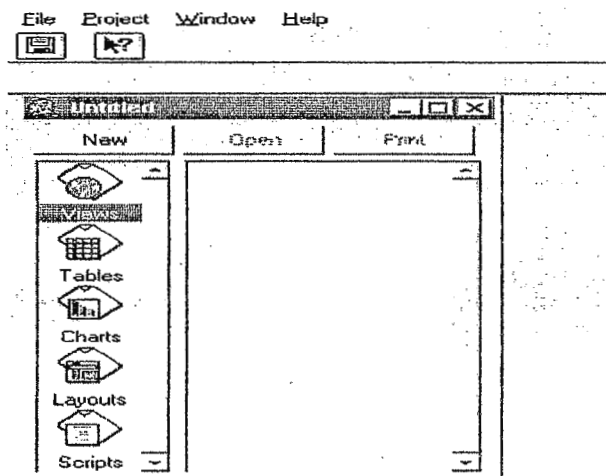 File Project Window Help
Untitled
New Open Print
Views
Tables
Charts
Layouts
Scripts